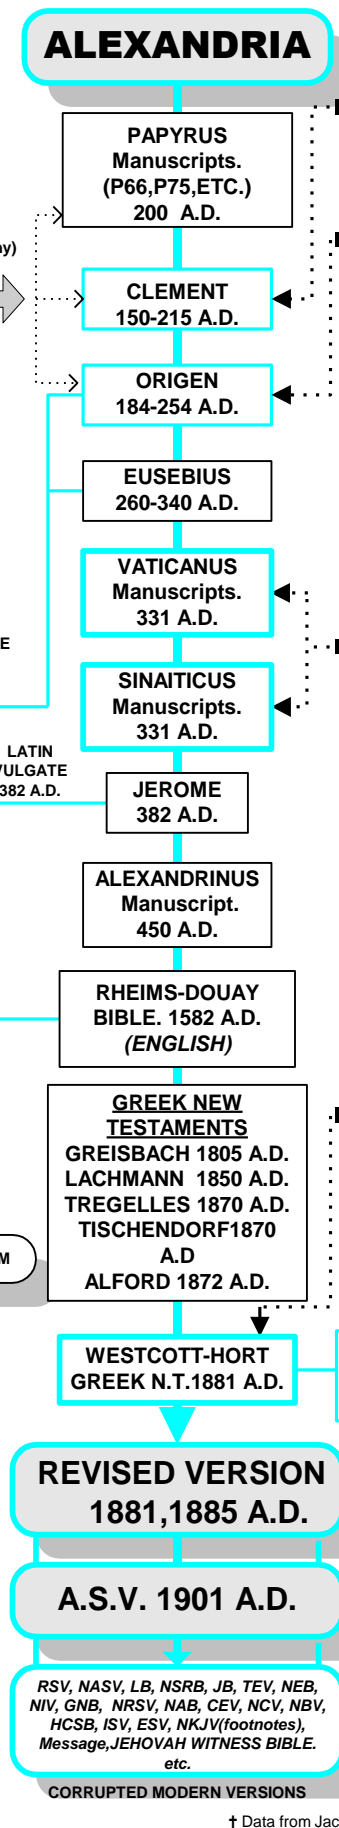 ALEXANDRIA
PAPYRUS
Manuscripts.
(P66,P75,ETC.)
200 A.D.
CLEMENT
150-215 A.D.
ORIGEN
184-254 A.D.
EUSEBIUS
260-340 A.D.
VATICANUS
Manuscripts.
331 A.D.
E
SINAITICUS
Manuscripts.
331 A.D.
LATIN
VULGATE
382 A.D.
JEROME
382 A.D.
ALEXANDRINUS
Manuscript.
450 A.D.
RHEIMS-DOUAY
BIBLE. 1582 A.D.
(ENGLISH)
GREEK NEW
TESTAMENTS
GREISBACH 1805 A.D.
LACHMANN 1850 A.D.
TREGELLES 1870 A.D.
TISCHENDORF1870
A.D
ALFORD 1872 A.D.
M
WESTCOTT-HORT
GREEK N.T.1881 A.D.
REVISED VERSION
1881,1885 A.D.
A.S.V. 1901 A.D.
RSV, NASV, LB, NSRB, JB, TEV, NEB,
NIV, GNB, NRSV, NAB, CEV, NCV, NBV,
HCSB, ISV, ESV, NKJV(footnotes),
Message,JEHOVAH WITNESS BIBLE.
etc.
CORRUPTED MODERN VERSIONS
† Data from Jac